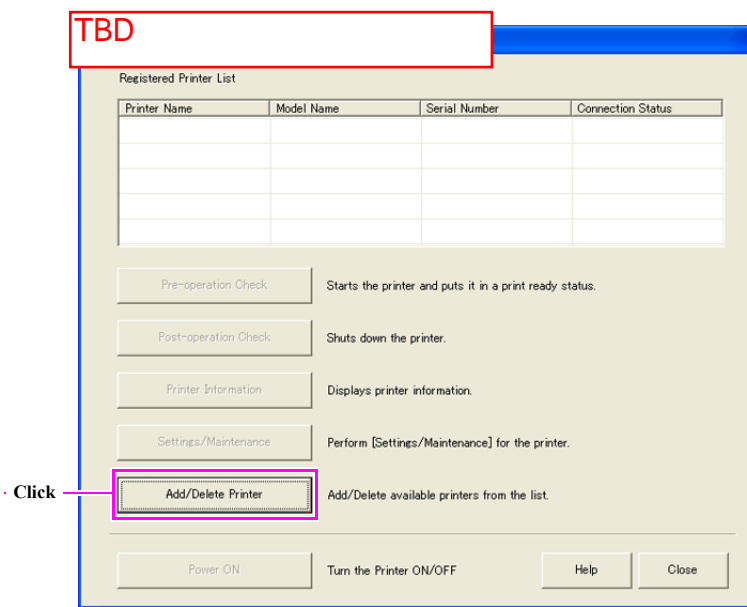 TBD
Registered Printer List
Printer Name Model Name Serial Number Connection Status
Pre-operation Check Starts the printer and puts it in a print ready status.
Post-operation Check Shuts down the printer.
Printer Information Displays printer information.
Settings/Maintenance Perform [Settings/Maintenance] for the printer.
Click Add/Delete Printer Add/Delete available printers from the list.
Power ON Turn the Printer ON/OFF Help Close